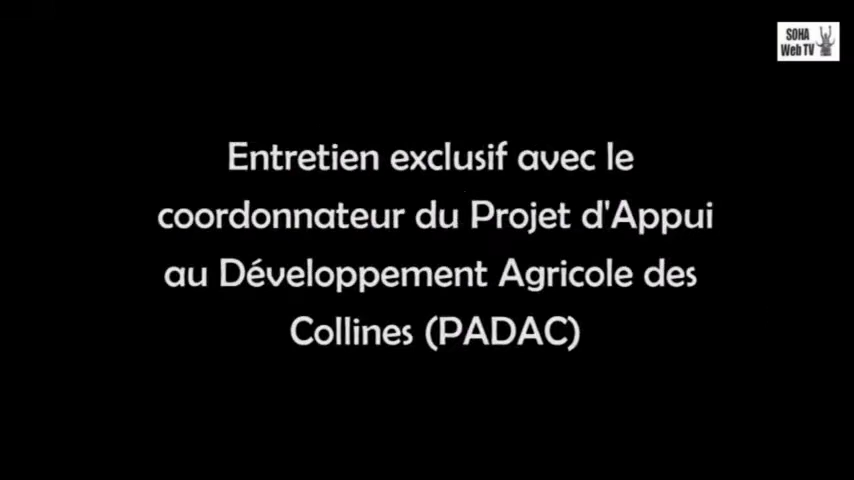 SOHA
Web TV
Entretien exclusif avec le
coordonnateur du Projet d'Appui
au Développement Agricole des
Collines (PADAC)